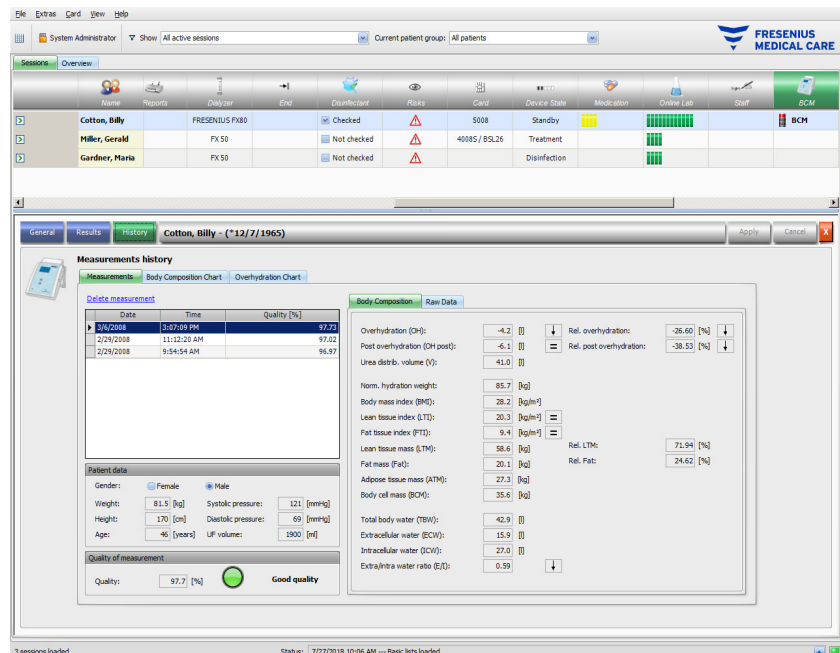 File Extras Card View Help
System Administrator Show All active sessions Current patient group: All patients
FRESENIUS
MEDICAL CARE
Sessions Overview
Name Reports Dialyzer End Disinfectant Risks Card Device State Medication Online Lab Staff BCM
Cotton, Billy FRESENIUS FX80 Checked 5008 Standby BCM
Miller, Gerald FX 50 Not checked 4008S / BSL26 Treatment
Gardner, Maria FX 50 Not checked Disinfection
General Results History Cotton, Billy - (*12/7/1965) Apply Cancel X
Measurements history
Measurements Body Composition Chart Overhydration Chart
Delete measurement
Date Time Quality [%]
3/6/2008 3:07:09 PM 97.73
2/29/2008 11:12:20 AM 97.02
2/29/2008 9:54:54 AM 96.97
Patient data
Gender: Female Male
Weight: 81.5 [kg] Systolic pressure: 121 [mmHg]
Height: 170 [cm] Diastolic pressure: 69 [mmHg]
Age: 46 [years] UF volume: 1900 [ml]
Quality of measurement
Quality: 97.7 [%] Good quality
Body Composition Raw Data
Overhydration (OH): -4.2 [l] Rel. overhydration: -26.60 [%]
Post overhydration (OH post): -6.1 [l] = Rel. post overhydration: -38.53 [%]
Urea distrib. volume (V): 41.0 [l]
Norm. hydration weight: 85.7 [kg]
Body mass index (BMI): 28.2 [kg/m²]
Lean tissue index (LTI): 20.3 [kg/m²] =
Fat tissue index (FTI): 9.4 [kg/m²] =
Lean tissue mass (LTM): 58.6 [kg] Rel. LTM: 71.94 [%]
Fat mass (Fat): 20.1 [kg] Rel. Fat: 24.62 [%]
Adipose tissue mass (ATM): 27.3 [kg]
Body cell mass (BCM): 35.6 [kg]
Total body water (TBW): 42.9 [l]
Extracellular water (ECW): 15.9 [l]
Intracellular water (ICW): 27.0 [l]
Extra/intra water ratio (E/I): 0.59
3 sessions loaded Status: 7/27/2018 10:06 AM --- Basic lists loaded